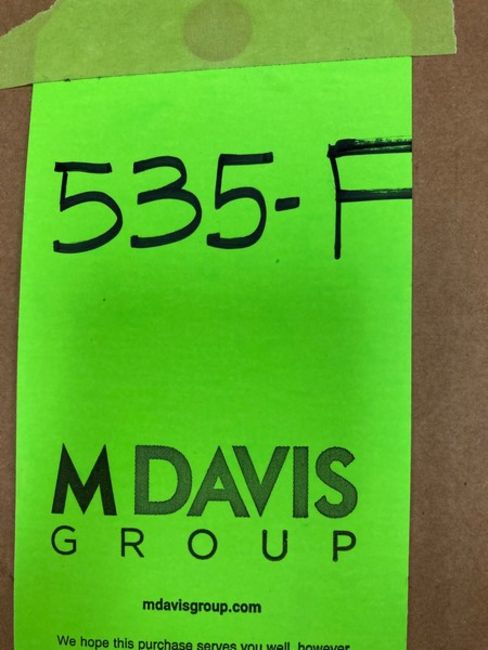 535-F
M DAVIS
GROUP
mdavisgroup.com
We hope this purchase serves you well, however